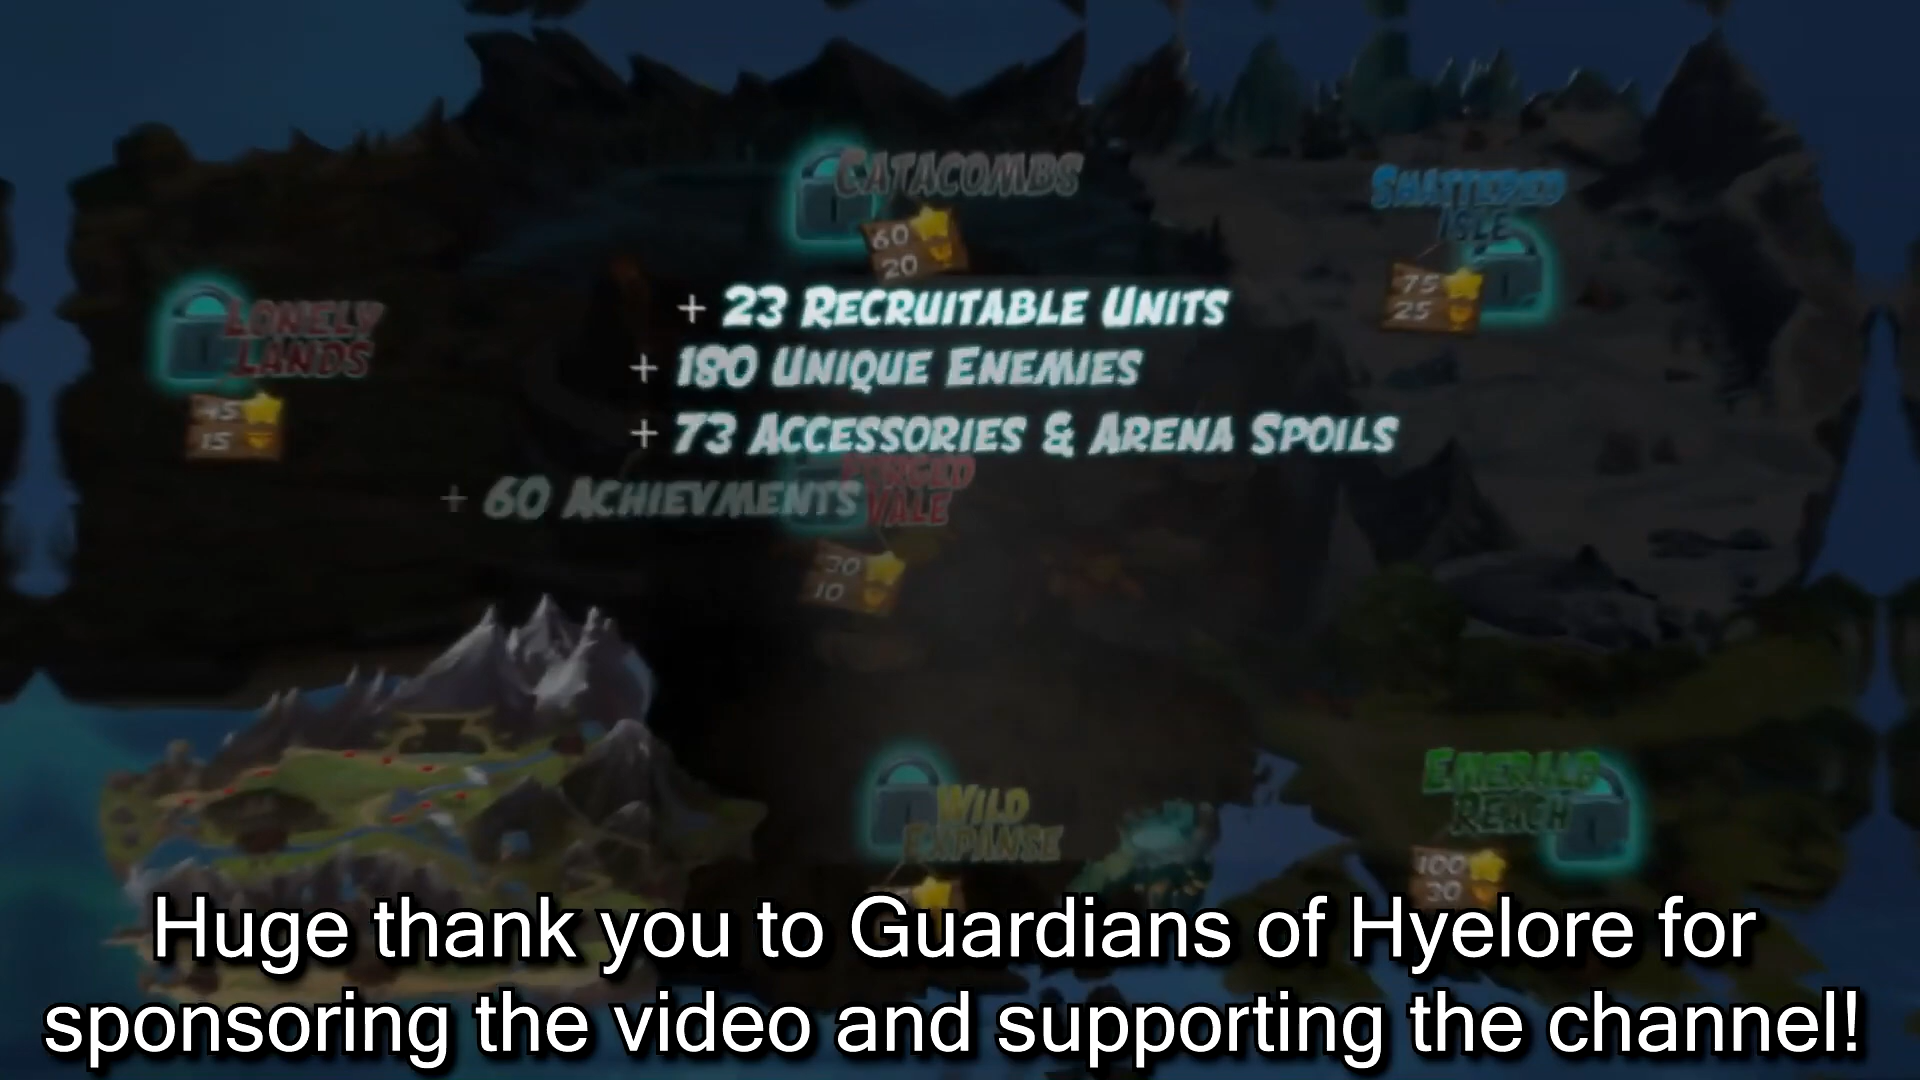 CATACOMBS
60
20
SHATTERED
ISLE
75
25
LONELY
LANDS
45
15
+ 23 RECRUITABLE UNITS
+ 180 UNIQUE ENEMIES
+ 73 ACCESSORIES & ARENA SPOILS
+ 60 ACHIEVMENTS
FORGED
VALE
30
10
WILD
EXPANSE
EMERALD
REACH
100
30
Huge thank you to Guardians of Hyelore for
sponsoring the video and supporting the channel!